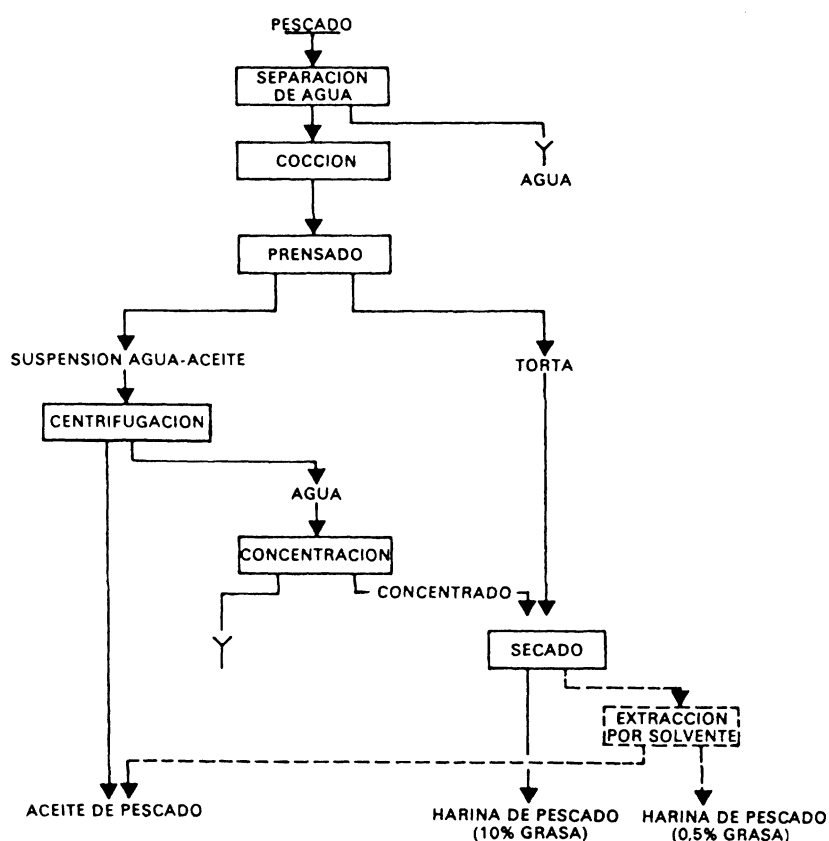 PESCADO
SEPARACION
DE AGUA
COCCION
AGUA
PRENSADO
SUSPENSION AGUA-ACEITE
TORTA
CENTRIFUGACION
AGUA
CONCENTRACION
CONCENTRADO
SECADO
EXTRACCION
POR SOLVENTE
ACEITE DE PESCADO
HARINA DE PESCADO
(10% GRASA)
HARINA DE PESCADO
(0,5% GRASA)